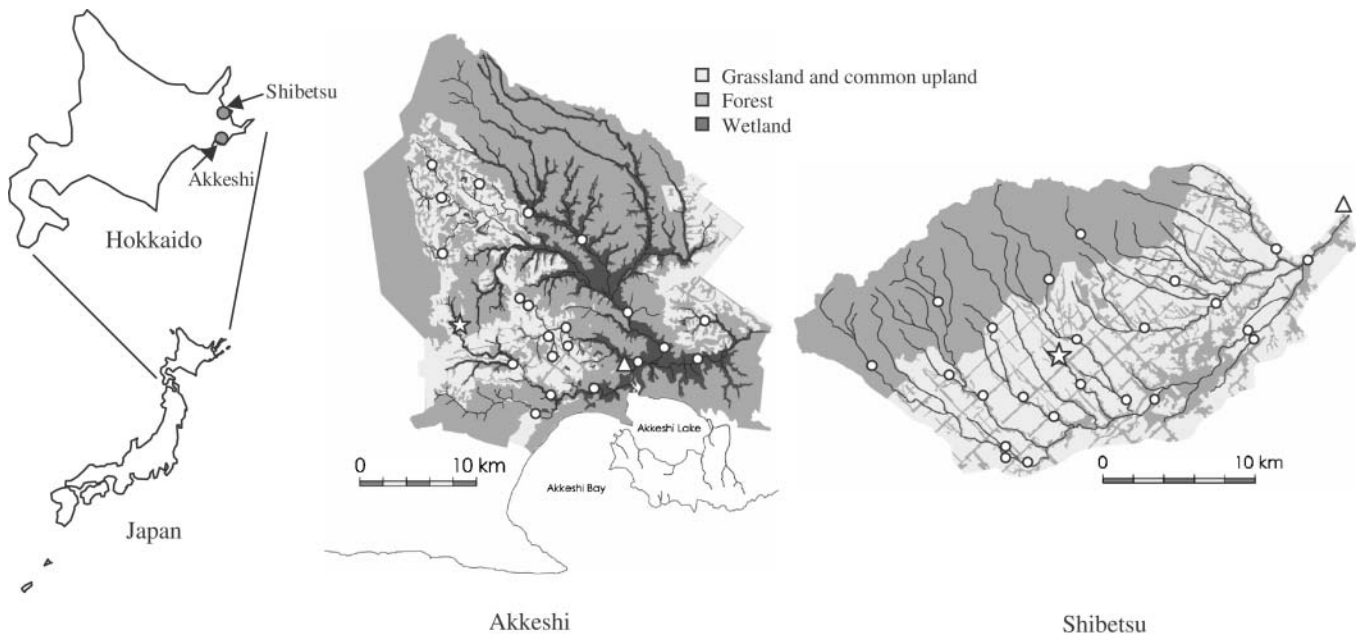 Shibetsu
Akkeshi
Hokkaido
Japan
Grassland and common upland
Forest
Wetland
Akkeshi Lake
Akkeshi Bay
0 10 km
Akkeshi
0 10 km
Shibetsu